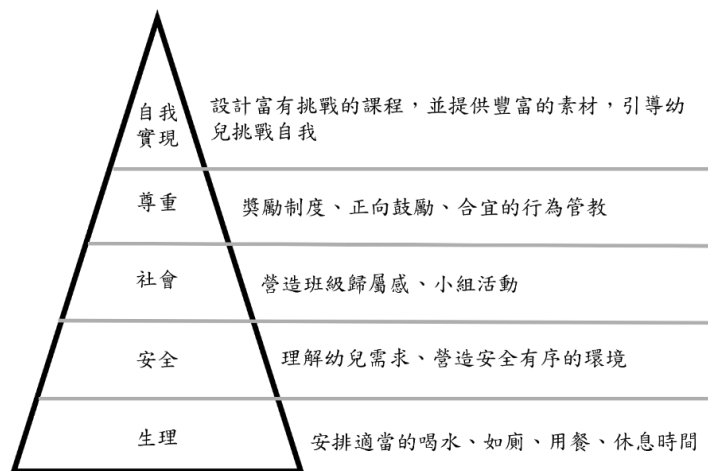 自我
實現
設計富有挑戰的課程，並提供豐富的素材，引導幼
兒挑戰自我
尊重
獎勵制度、正向鼓勵、合宜的行為管教
社會
營造班級歸屬感、小組活動
安全
理解幼兒需求、營造安全有序的環境
生理
安排適當的喝水、如廁、用餐、休息時間